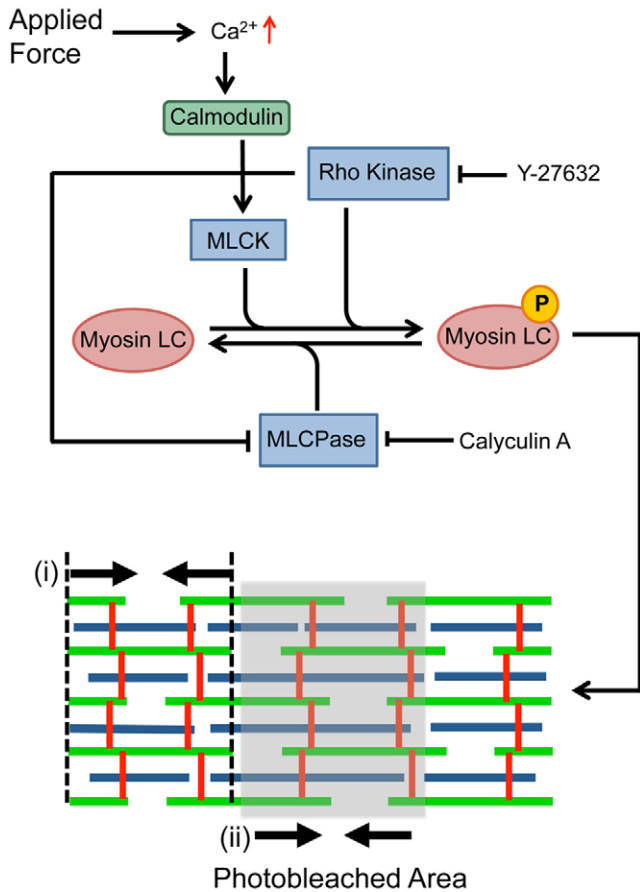 Applied
Force
Ca²⁺
Calmodulin
Rho Kinase
Y-27632
MLCK
P
Myosin LC
Myosin LC
MLCPase
Calyculin A
(i)
(ii)
Photobleached Area